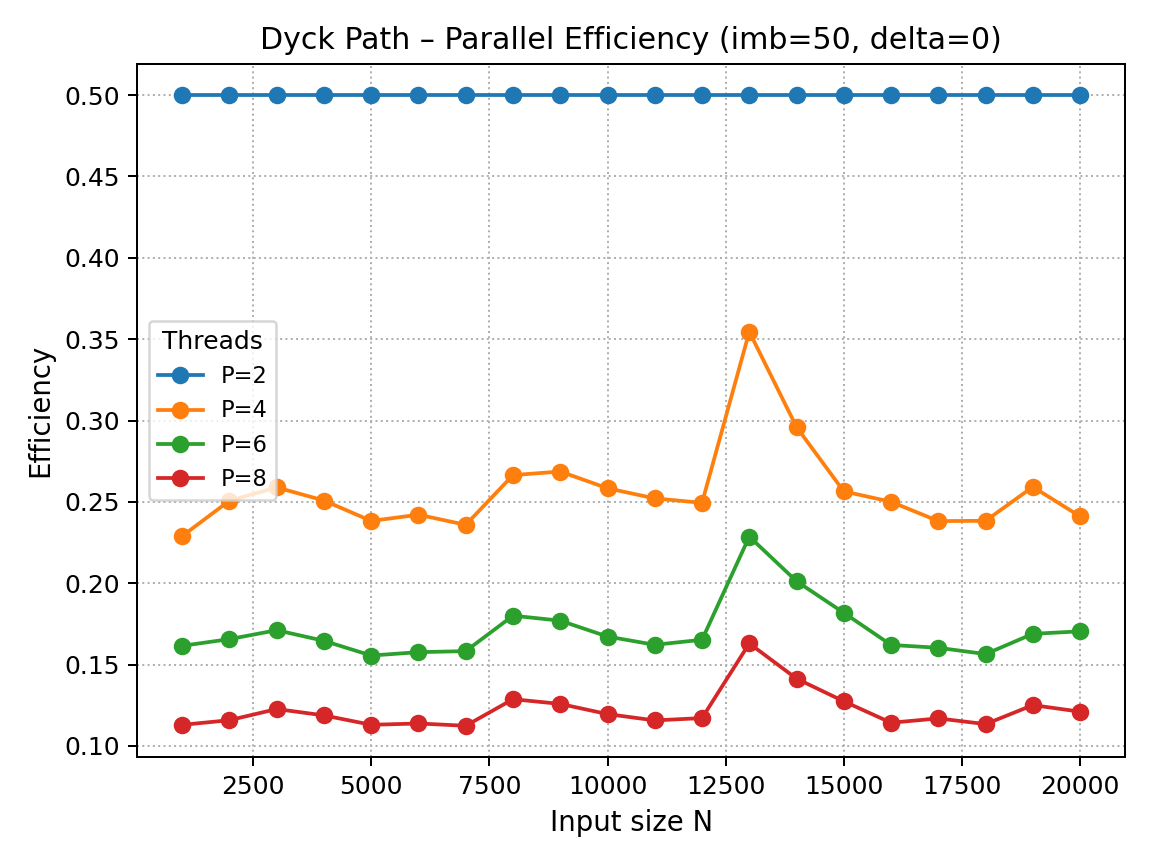 Dyck Path – Parallel Efficiency (imb=50, delta=0)
0.50
0.45
0.40
0.35
0.30
0.25
0.20
0.15
0.10
Efficiency
Threads
P=2
P=4
P=6
P=8
2500 5000 7500 10000 12500 15000 17500 20000
Input size N